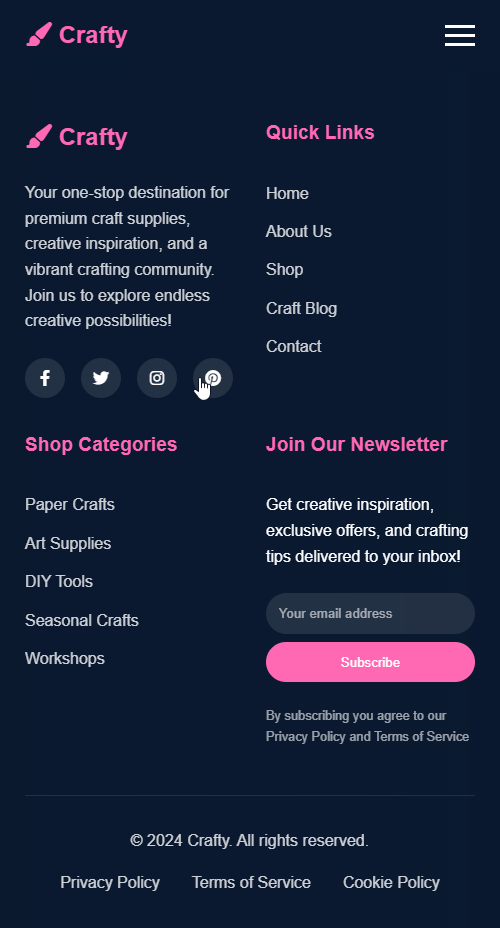 Crafty
Crafty
Your one-stop destination for
premium craft supplies,
creative inspiration, and a
vibrant crafting community.
Join us to explore endless
creative possibilities!
Quick Links
Home
About Us
Shop
Craft Blog
Contact
Shop Categories
Paper Crafts
Art Supplies
DIY Tools
Seasonal Crafts
Workshops
Join Our Newsletter
Get creative inspiration,
exclusive offers, and crafting
tips delivered to your inbox!
Your email address
Subscribe
By subscribing you agree to our
Privacy Policy and Terms of Service
© 2024 Crafty. All rights reserved.
Privacy Policy Terms of Service Cookie Policy